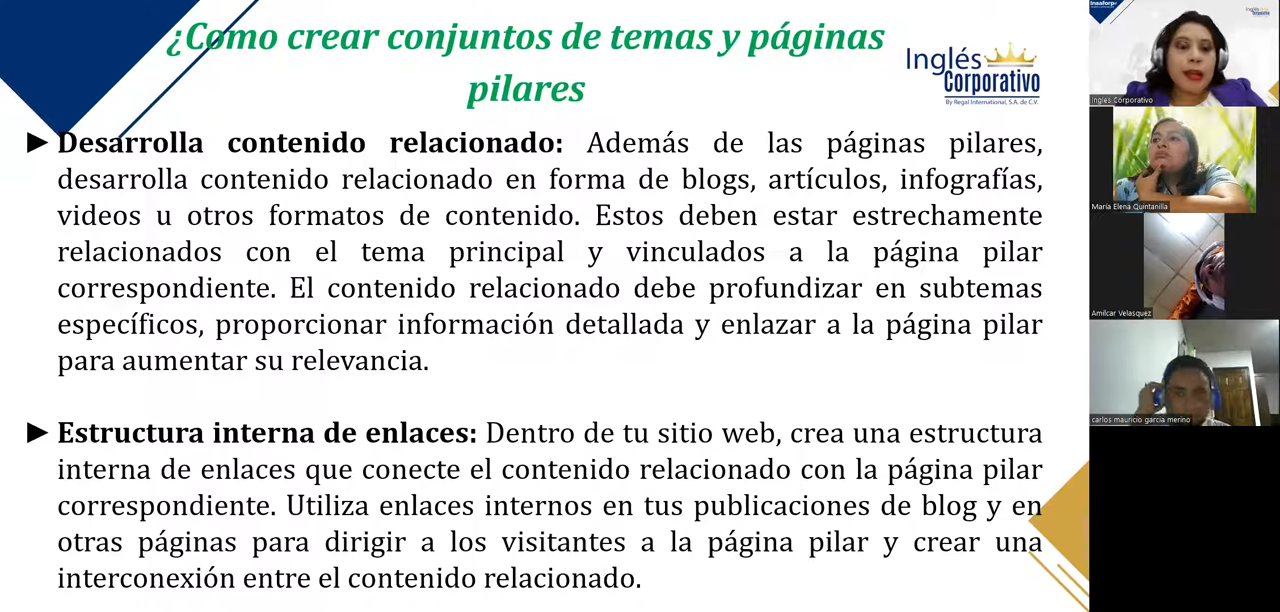 ¿Como crear conjuntos de temas y páginas
pilares
Inglés
Corporativo
By Regal International, S.A. de C.V.
► Desarrolla contenido relacionado: Además de las páginas pilares,
desarrolla contenido relacionado en forma de blogs, artículos, infografías,
videos u otros formatos de contenido. Estos deben estar estrechamente
relacionados con el tema principal y vinculados a la página pilar
correspondiente. El contenido relacionado debe profundizar en subtemas
específicos, proporcionar información detallada y enlazar a la página pilar
para aumentar su relevancia.
► Estructura interna de enlaces: Dentro de tu sitio web, crea una estructura
interna de enlaces que conecte el contenido relacionado con la página pilar
correspondiente. Utiliza enlaces internos en tus publicaciones de blog y en
otras páginas para dirigir a los visitantes a la página pilar y crear una
interconexión entre el contenido relacionado.
Insaforp
Ingles Corporativo
María Elena Quintanilla
Amilcar Velasquez
carlos mauricio garcia merino